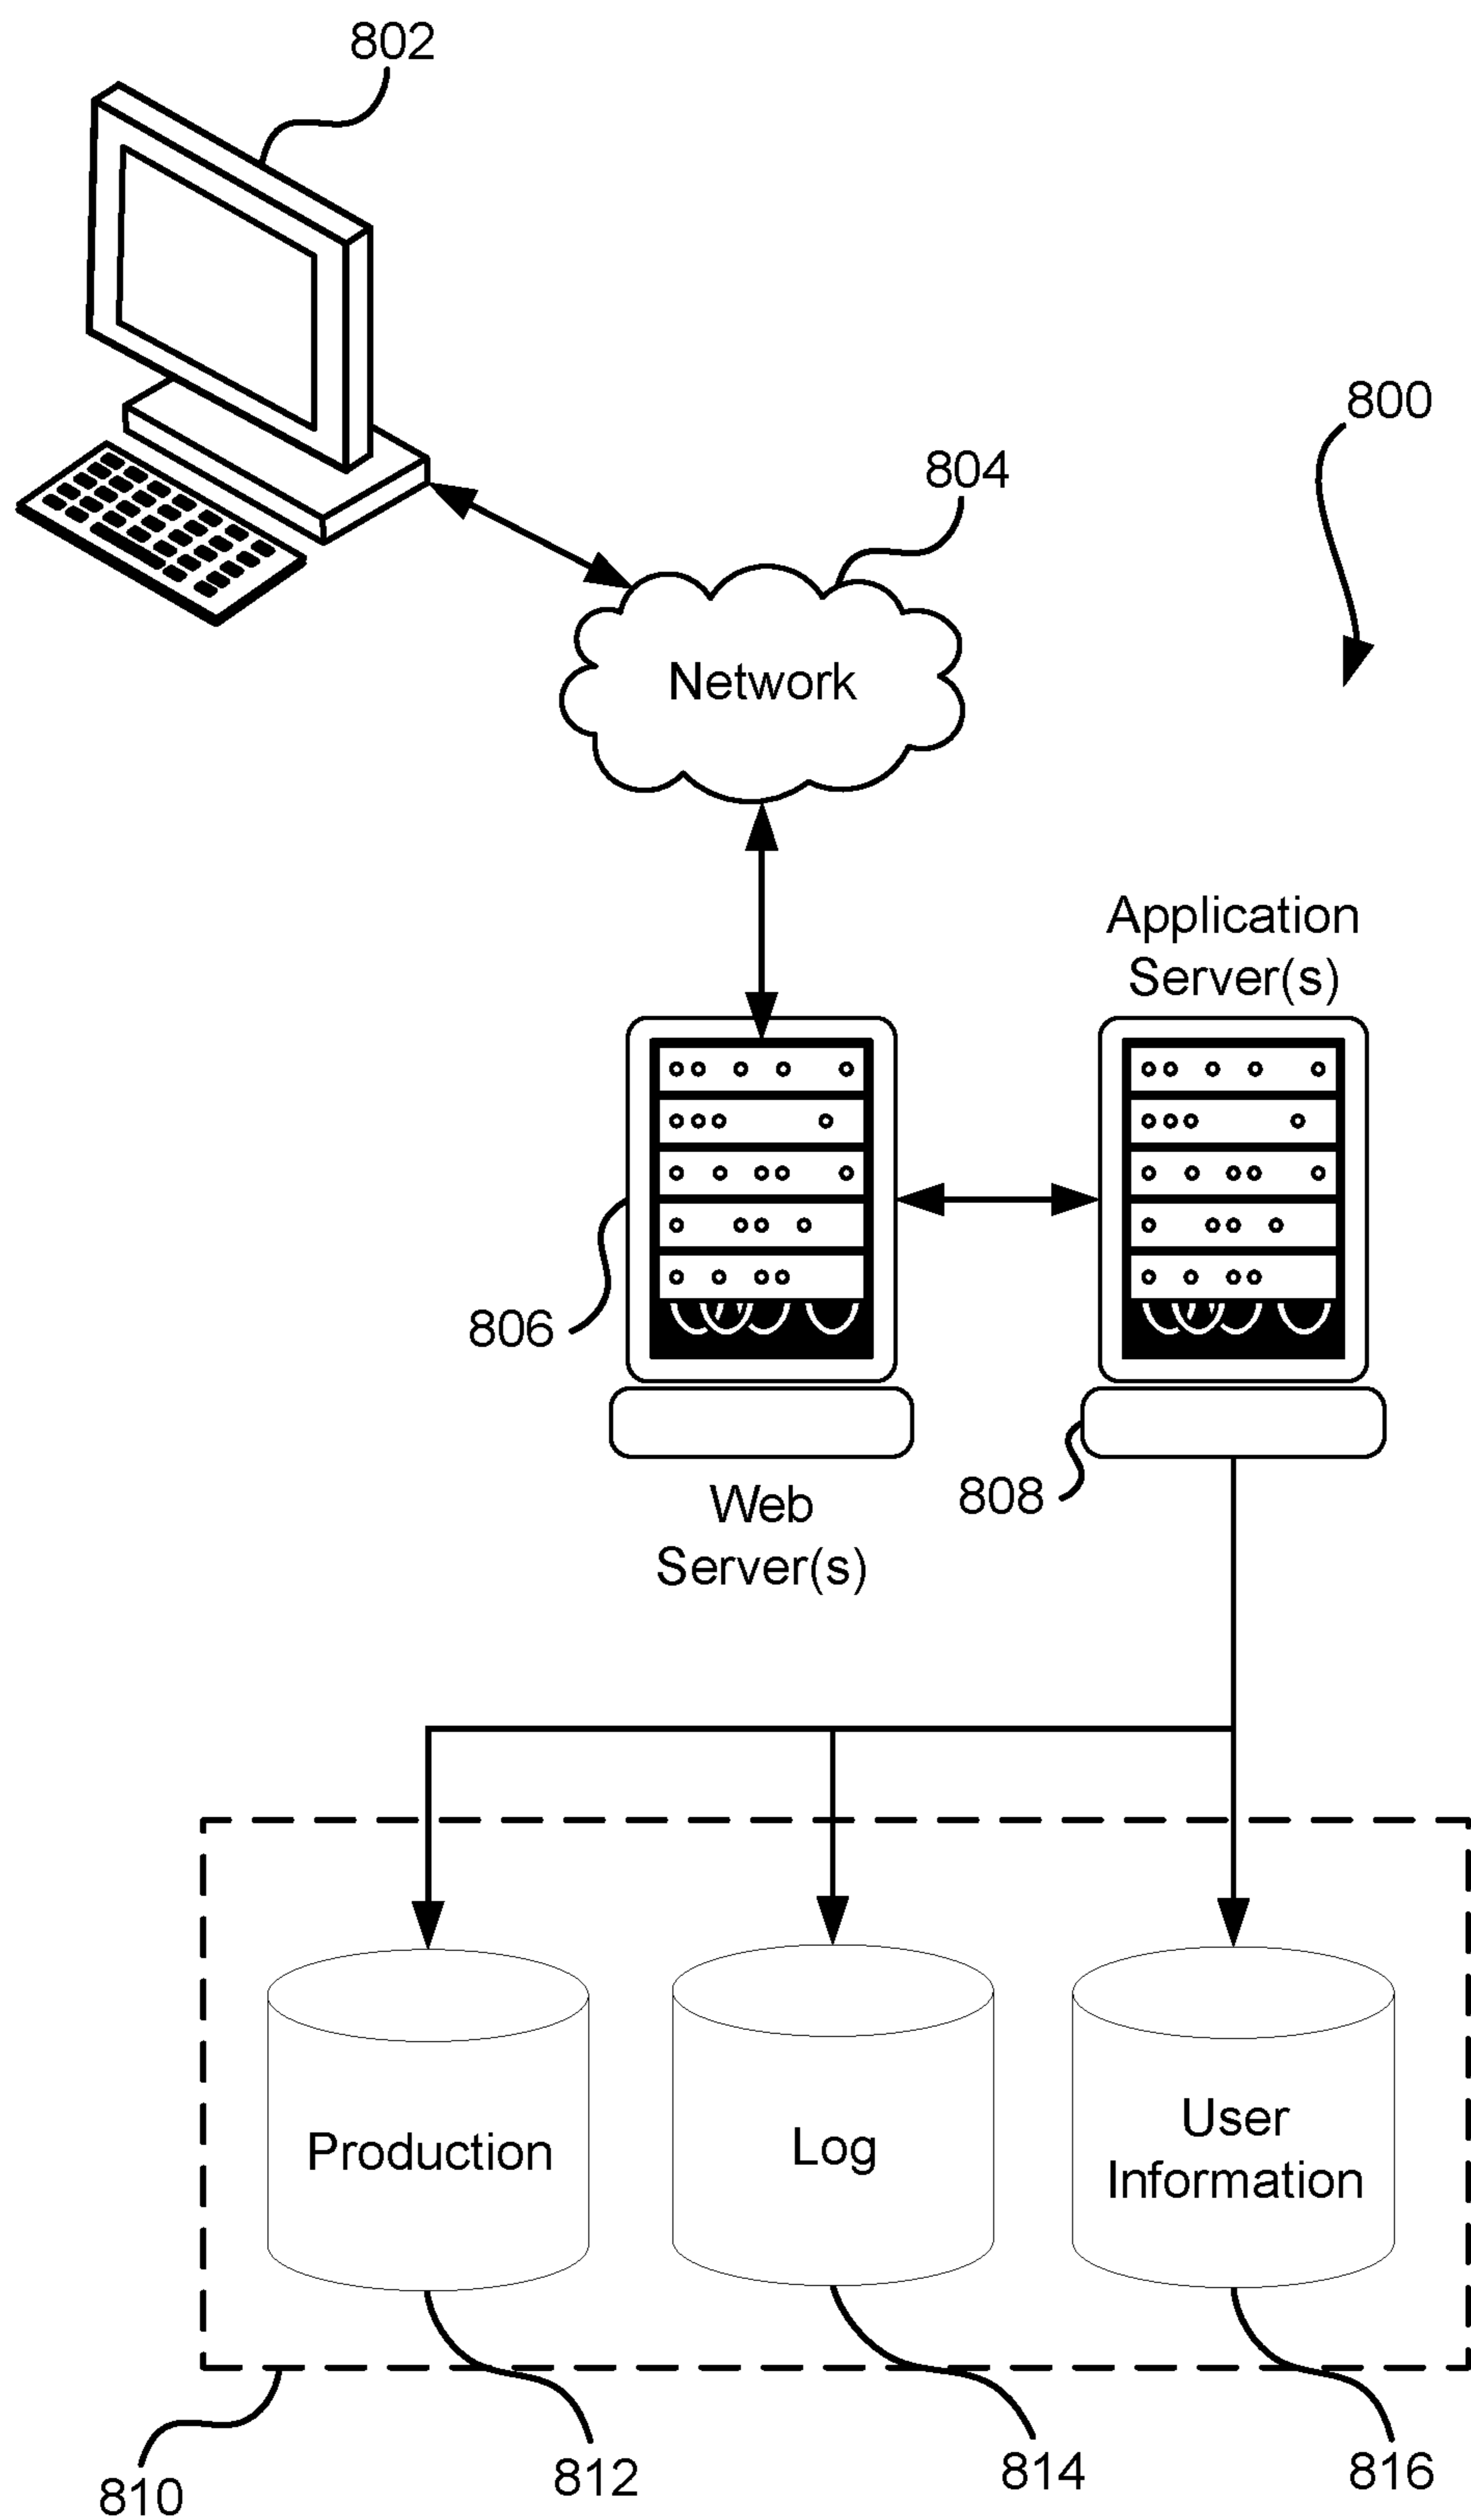 802
800
804
Network
Application
Server(s)
806
808
Web
Server(s)
Production
Log
User
Information
810
812
814
816